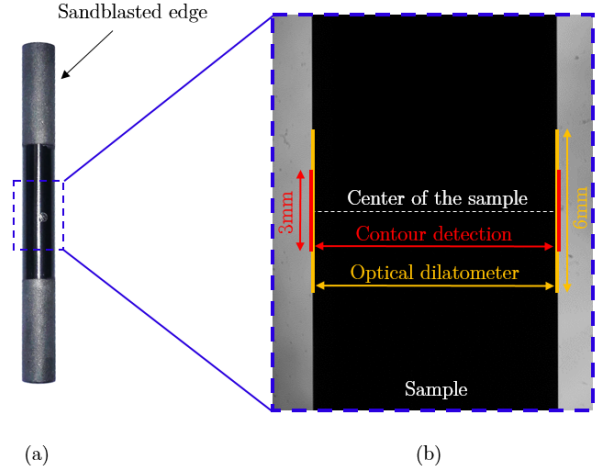 Sandblasted edge
Center of the sample
3mm
6mm
Contour detection
Optical dilatometer
Sample
(a)
(b)